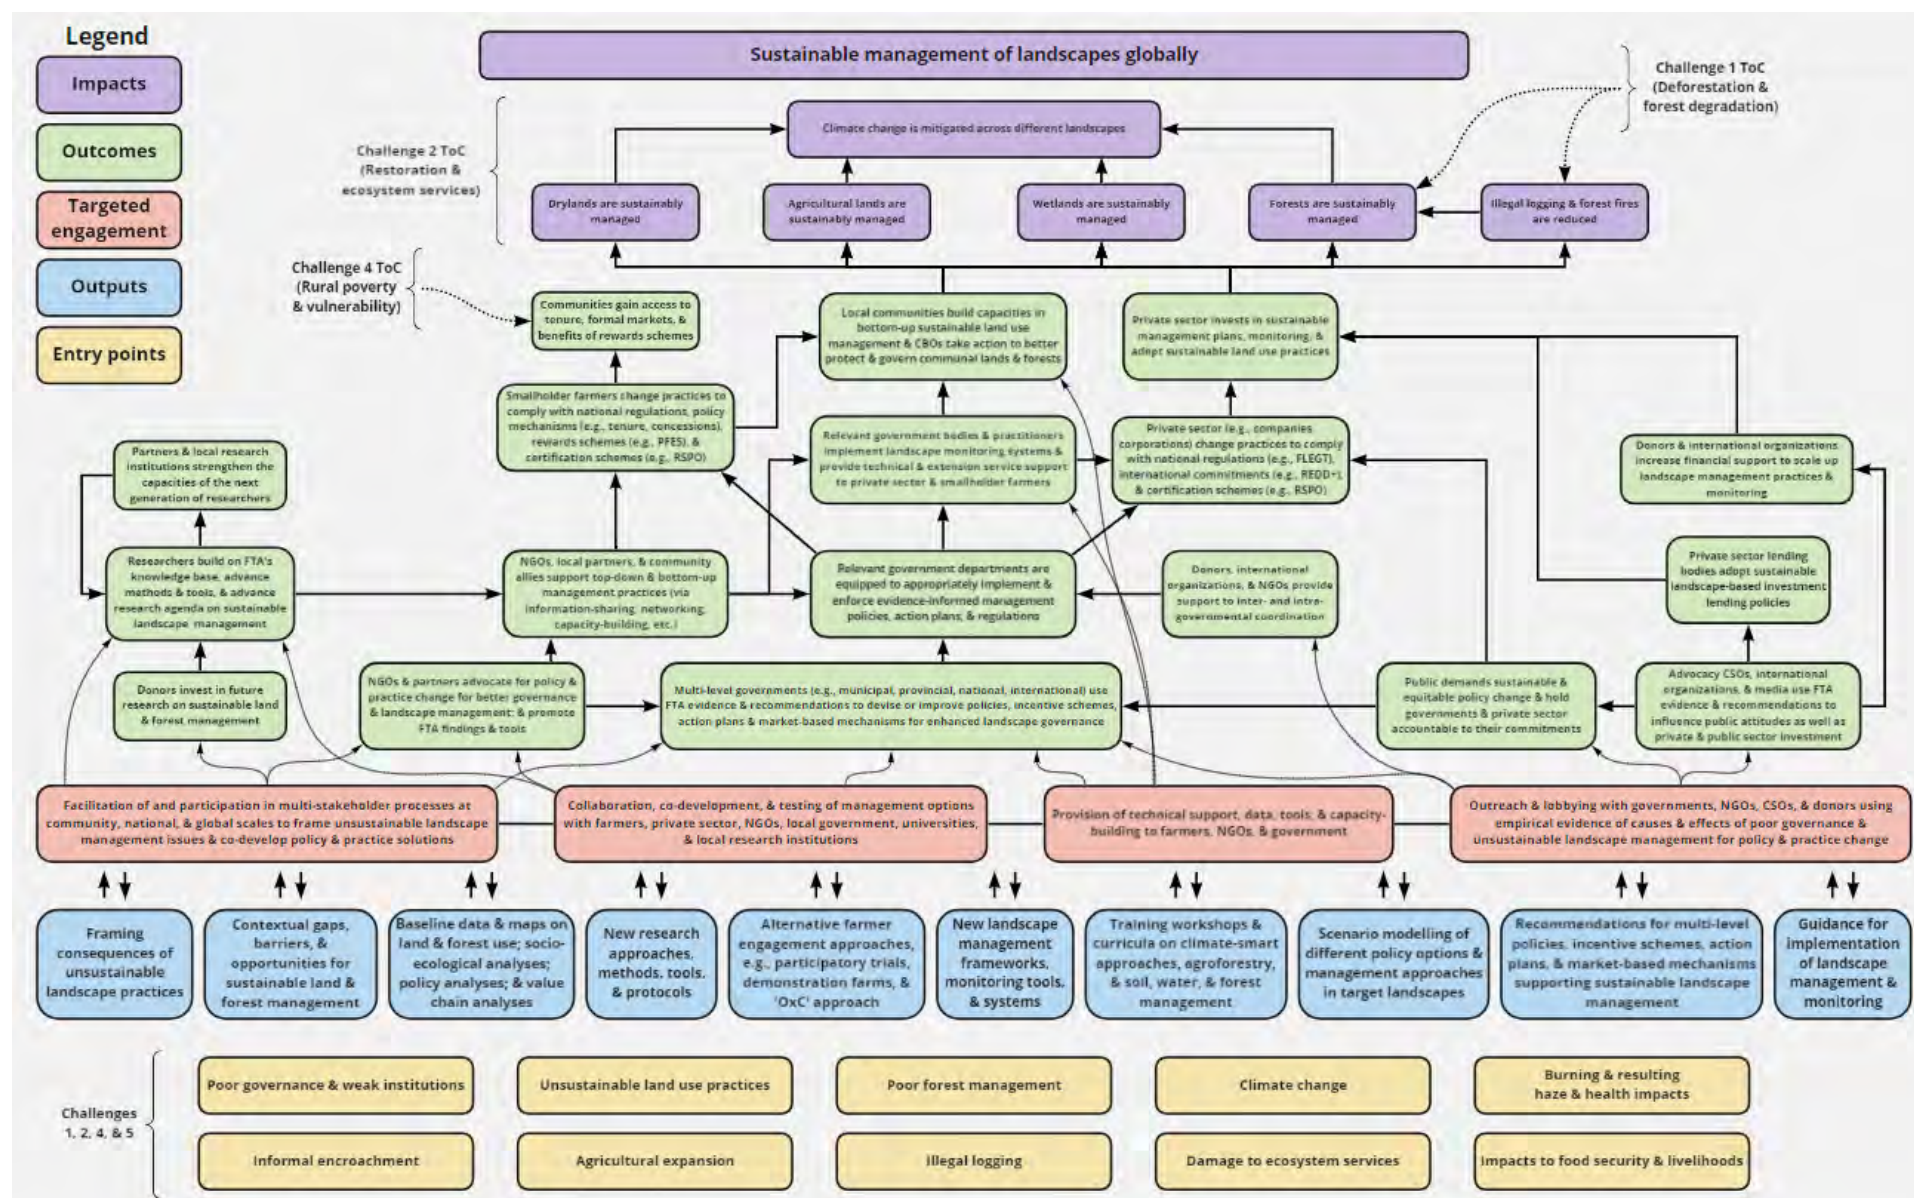 Legend
Impacts
Outcomes
Targeted
engagement
Outputs
Entry points
Sustainable management of landscapes globally
Challenge 1 ToC
(Deforestation &
forest degradation)
Challenge 2 ToC
(Restoration &
ecosystem services)
Climate change is mitigated across different landscapes
Drylands are sustainably
managed
Agricultural lands are
sustainably managed
Wetlands are sustainably
managed
Forests are sustainably
managed
Illegal logging & forest fires
are reduced
Challenge 4 ToC
(Rural poverty
& vulnerability)
Communities gain access to
tenure, formal markets, &
benefits of rewards schemes
Local communities build capacities in
bottom-up sustainable land use
management & CBOs take action to better
protect & govern communal lands & forests
Private sector invests in sustainable
management plans, monitoring, &
adopt sustainable land use practices
Smallholder farmers change practices to
comply with national regulations, policy
mechanisms (e.g., tenure, concessions),
rewards schemes (e.g., PFES), &
certification schemes (e.g., RSPO)
Relevant government bodies & practitioners
implement landscape monitoring systems &
provide technical & extension service support
to private sector & smallholder farmers
Private sector (e.g., companies
corporations) change practices to comply
with national regulations (e.g., FLEGT),
international commitments (e.g., REDD+),
& certification schemes (e.g., RSPO)
Donors & international organizations
increase financial support to scale up
landscape management practices &
monitoring
Partners & local research
institutions strengthen the
capacities of the next
generation of researchers
Researchers build on FTA's
knowledge base, advance
methods & tools, & advance
research agenda on sustainable
landscape management
NGOs, local partners, & community
allies support top-down & bottom-up
management practices (via
information-sharing, networking,
capacity-building, etc.)
Relevant government departments are
equipped to appropriately implement &
enforce evidence-informed management
policies, action plans, & regulations
Donors, international
organizations, & NGOs provide
support to inter- and intra-
governmental coordination
Private sector lending
bodies adopt sustainable
landscape-based investment
lending policies
Donors invest in future
research on sustainable land
& forest management
NGOs & partners advocate for policy &
practice change for better governance
& landscape management; & promote
FTA findings & tools
Multi-level governments (e.g., municipal, provincial, national, international) use
FTA evidence & recommendations to devise or improve policies, incentive schemes,
action plans & market-based mechanisms for enhanced landscape governance
Public demands sustainable &
equitable policy change & hold
governments & private sector
accountable to their commitments
Advocacy CSOs, international
organizations, & media use FTA
evidence & recommendations to
influence public attitudes as well as
private & public sector investment
Facilitation of and participation in multi-stakeholder processes at
community, national, & global scales to frame unsustainable landscape
management issues & co-develop policy & practice solutions
Collaboration, co-development, & testing of management options
with farmers, private sector, NGOs, local government, universities,
& local research institutions
Provision of technical support, data, tools, & capacity-
building to farmers, NGOs, & government
Outreach & lobbying with governments, NGOs, CSOs, & donors using
empirical evidence of causes & effects of poor governance &
unsustainable landscape management for policy & practice change
Framing
consequences of
unsustainable
landscape practices
Contextual gaps,
barriers, &
opportunities for
sustainable land &
forest management
Baseline data & maps on
land & forest use; socio-
ecological analyses;
policy analyses; & value
chain analyses
New research
approaches,
methods, tools,
& protocols
Alternative farmer
engagement approaches,
e.g., participatory trials,
demonstration farms, &
'OxC' approach
New landscape
management
frameworks,
monitoring tools,
& systems
Training workshops &
curricula on climate-smart
approaches, agroforestry,
& soil, water, & forest
management
Scenario modelling of
different policy options &
management approaches
in target landscapes
Recommendations for multi-level
policies, incentive schemes, action
plans, & market-based mechanisms
supporting sustainable landscape
management
Guidance for
implementation
of landscape
management &
monitoring
Challenges
1, 2, 4, & 5
Poor governance & weak institutions
Unsustainable land use practices
Poor forest management
Climate change
Burning & resulting
haze & health impacts
Informal encroachment
Agricultural expansion
Illegal logging
Damage to ecosystem services
Impacts to food security & livelihoods